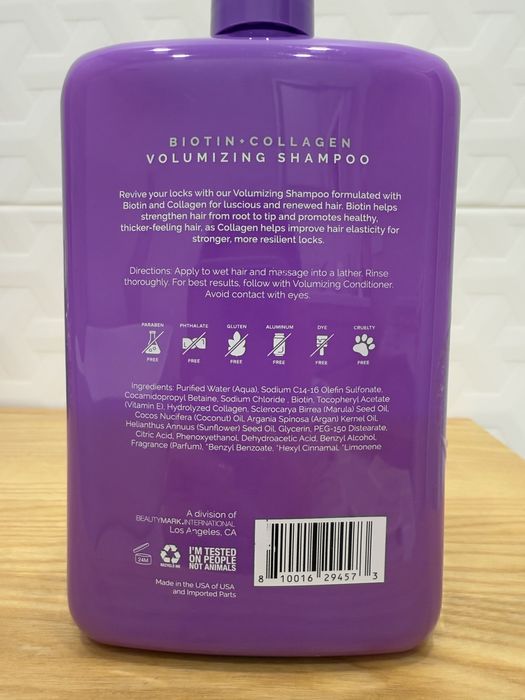 BIOTIN+COLLAGEN
VOLUMIZING SHAMPOO
Revive your locks with our Volumizing Shampoo formulated with
Biotin and Collagen for luscious and renewed hair. Biotin helps
strengthen hair from root to tip and promotes healthy,
thicker-feeling hair, as Collagen helps improve hair elasticity for
stronger, more resilient locks.
Directions: Apply to wet hair and massage into a lather. Rinse
thoroughly. For best results, follow with Volumizing Conditioner.
Avoid contact with eyes.
PARABEN FREE
PHTHALATE FREE
GLUTEN FREE
ALUMINUM FREE
DYE FREE
CRUELTY FREE
Ingredients: Purified Water (Aqua), Sodium C14-16 Olefin Sulfonate,
Cocamidopropyl Betaine, Sodium Chloride , Biotin, Tocopheryl Acetate
(Vitamin E), Hydrolyzed Collagen, Sclerocarya Birrea (Marula) Seed Oil,
Cocos Nucifera (Coconut) Oil, Argania Spinosa (Argan) Kernel Oil,
Helianthus Annuus (Sunflower) Seed Oil, Glycerin, PEG-150 Distearate,
Citric Acid, Phenoxyethanol, Dehydroacetic Acid, Benzyl Alcohol,
Fragrance (Parfum), *Benzyl Benzoate, *Hexyl Cinnamal, *Limonene
A division of
BEAUTYMARK.INTERNATIONAL
Los Angeles, CA
24M
RECYCLE ME
I'M TESTED
ON PEOPLE
NOT ANIMALS
Made in the USA of USA
and Imported Parts
8 10016 29457 3